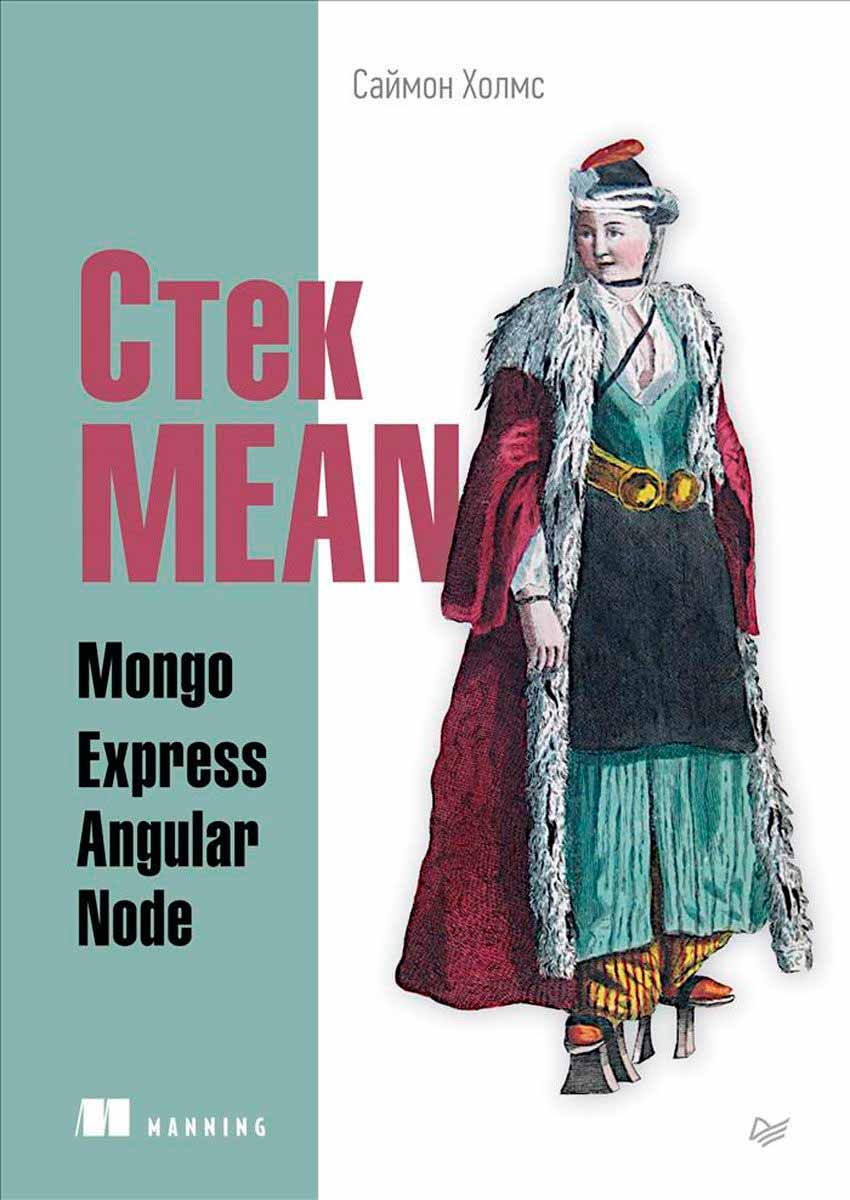 Саймон Холмс
Стек
MEAN
Mongo
Express
Angular
Node
MANNING